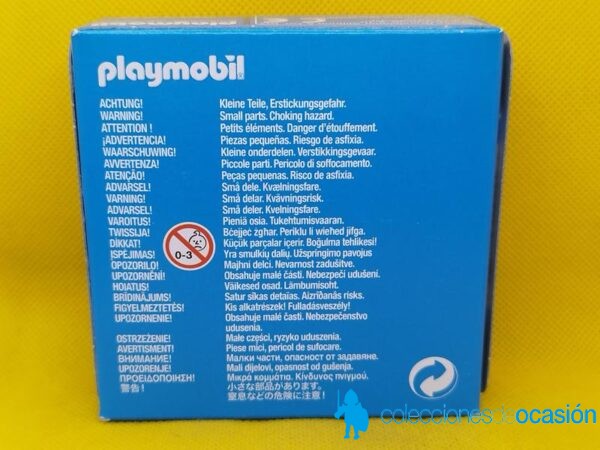 playmobil
ACHTUNG! Kleine Teile, Erstickungsgefahr.
WARNING! Small parts. Choking hazard.
ATTENTION ! Petits éléments. Danger d'étouffement.
¡ADVERTENCIA! Piezas pequeñas. Riesgo de asfixia.
WAARSCHUWING! Kleine onderdelen. Verstikkingsgevaar.
AVVERTENZA! Piccole parti. Pericolo di soffocamento.
ATENÇÃO! Peças pequenas. Risco de asfixia.
ADVARSEL! Små dele. Kvælningsfare.
VARNING! Små delar. Kvävningsrisk.
ADVARSEL! Små deler. Kvelningsfare.
VAROITUS! Pieniä osia. Tukehtumisvaaran.
TWISSIJA! Bċejjeċ żgħar. Periklu li wieħed jifga.
DİKKAT! Küçük parçalar içerir. Boğulma tehlikesi!
ĮSPĖJIMAS! Yra smulkių dalių. Užspringimo pavojus
OPOZORILO! Majhni delci. Nevarnost zadušitve.
UPOZORNĚNÍ! Obsahuje malé části. Nebezpečí udušení.
HOIATUS! Väikesed osad. Lämbumisoht.
BRĪDINĀJUMS! Satur sīkas detaļas. Aizrīšanās risks.
FIGYELMEZTETÉS! Kis alkatrészek! Fulladásveszély!
UPOZORNENIE! Obsahuje malé časti. Nebezpečenstvo
udusenia.
OSTRZEŻENIE! Małe części, ryzyko uduszenia.
AVERTISMENT! Piese mici, pericol de sufocare.
ВНИМАНИЕ! Малки части, опасност от задавяне.
UPOZORENJE! Mali dijelovi, opasnost od gušenja.
ΠΡΟΕΙΔΟΠΟΙΗΣΗ! Μικρά κομμάτια. Κίνδυνος πνιγμού.
警告! 小さな部品があります。
窒息などの危険に注意!
0-3
coleccionesdeocasión